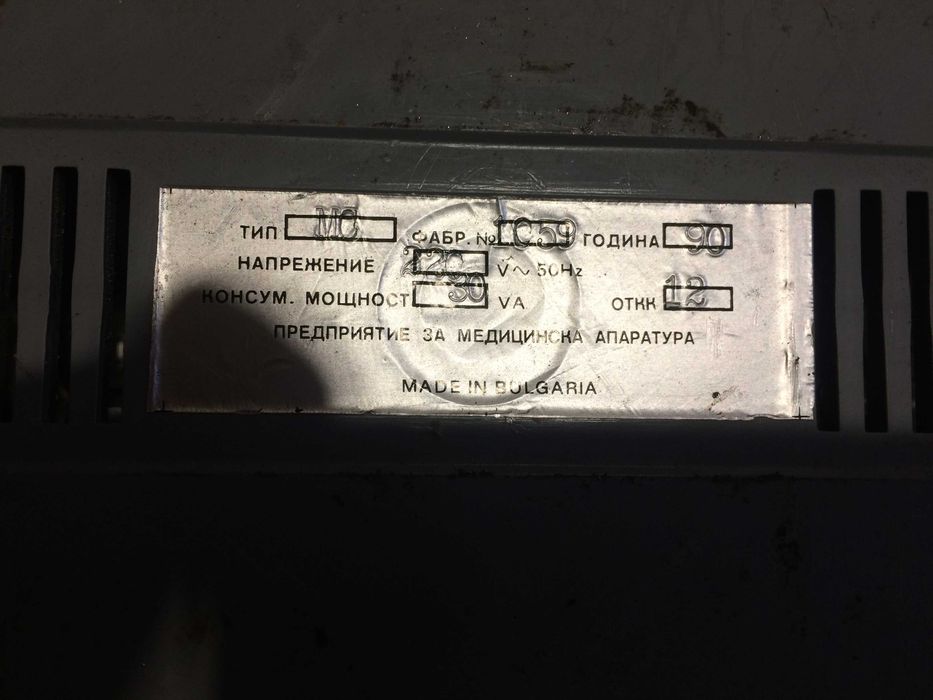 ТИП МС ФАБР. № 1059 ГОДИНА 90
НАПРЕЖЕНИЕ 220 V ~ 50Hz
КОНСУМ. МОЩНОСТ 30 VA ОТКК 12
ПРЕДПРИЯТИЕ ЗА МЕДИЦИНСКА АПАРАТУРА
MADE IN BULGARIA